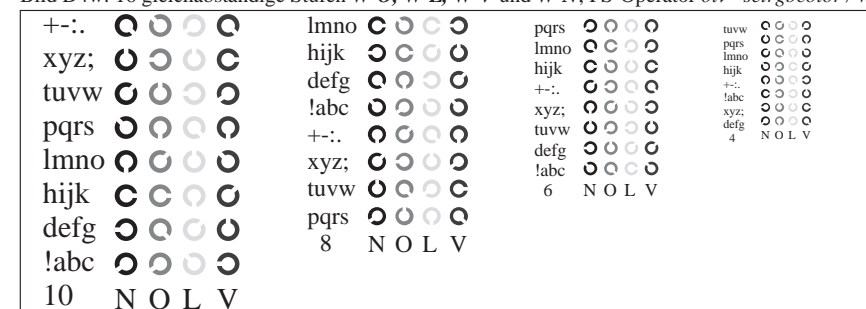 +-:.
xyz;
tuvw
pqrs
lmno
hijk
defg
!abc
10 N O L V
lmno
hijk
defg
!abc
+-:.
xyz;
tuvw
pqrs
8 N O L V
pqrs
lmno
hijk
+-:.
xyz;
tuvw
defg
!abc
6 N O L V
tuvw
pqrs
lmno
hijk
+-:.
!abc
xyz;
defg
4 N O L V